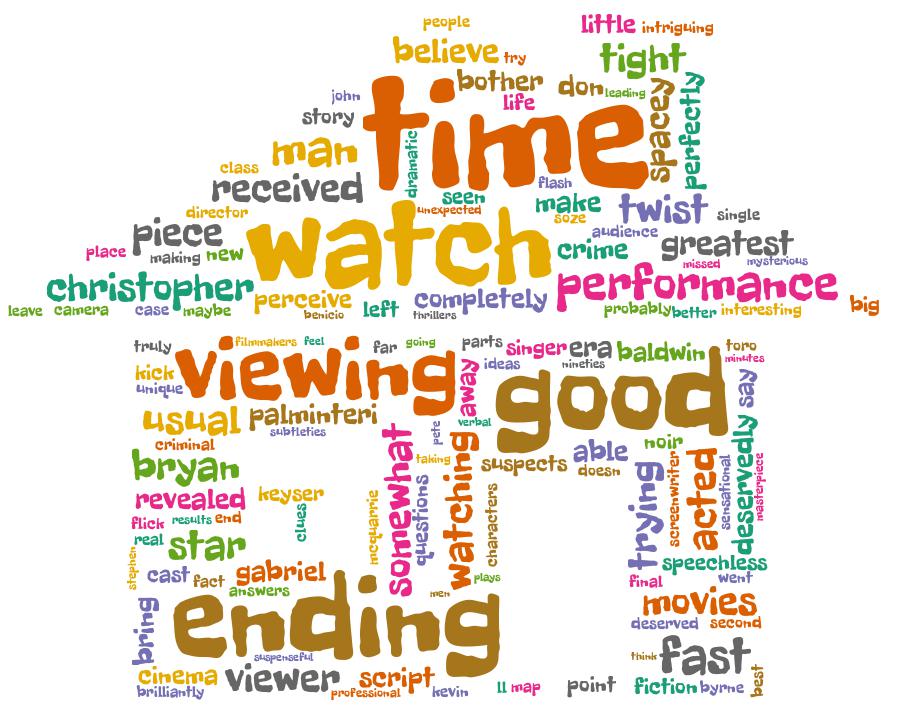 people
little intriguing
believe try
tight
bother don leading
time
john
life
spacey
perfectly
story
dramatic
man
class
received
seen flash
unexpected
make
soze
twist single
director
piece
watch
audience
place making new
crime greatest
missed mysterious
christopher
performance
perceive left completely
leave camera case maybe
benicio thrillers
probably better interesting big
truly filmmakers feel far going parts singer era baldwin toro
minutes
kick
unique
viewing
away
ideas nineties
good
say
usual palminteri
subtleties
pete
verbal
criminal
bryan
somewhat
taking
watching
suspects able
doesn
noir
revealed keyser
clues
mcquarrie
questions
characters
trying
screenwriter
acted
sensational
deservedly
masterpiece
flick results end
real star
stephen
cast fact gabriel
answers
men plays
speechless
final went
ending
movies
bring
deserved second
suspenseful
think fast
cinema viewer script
brilliantly professional kevin
ll map point fiction byrne best